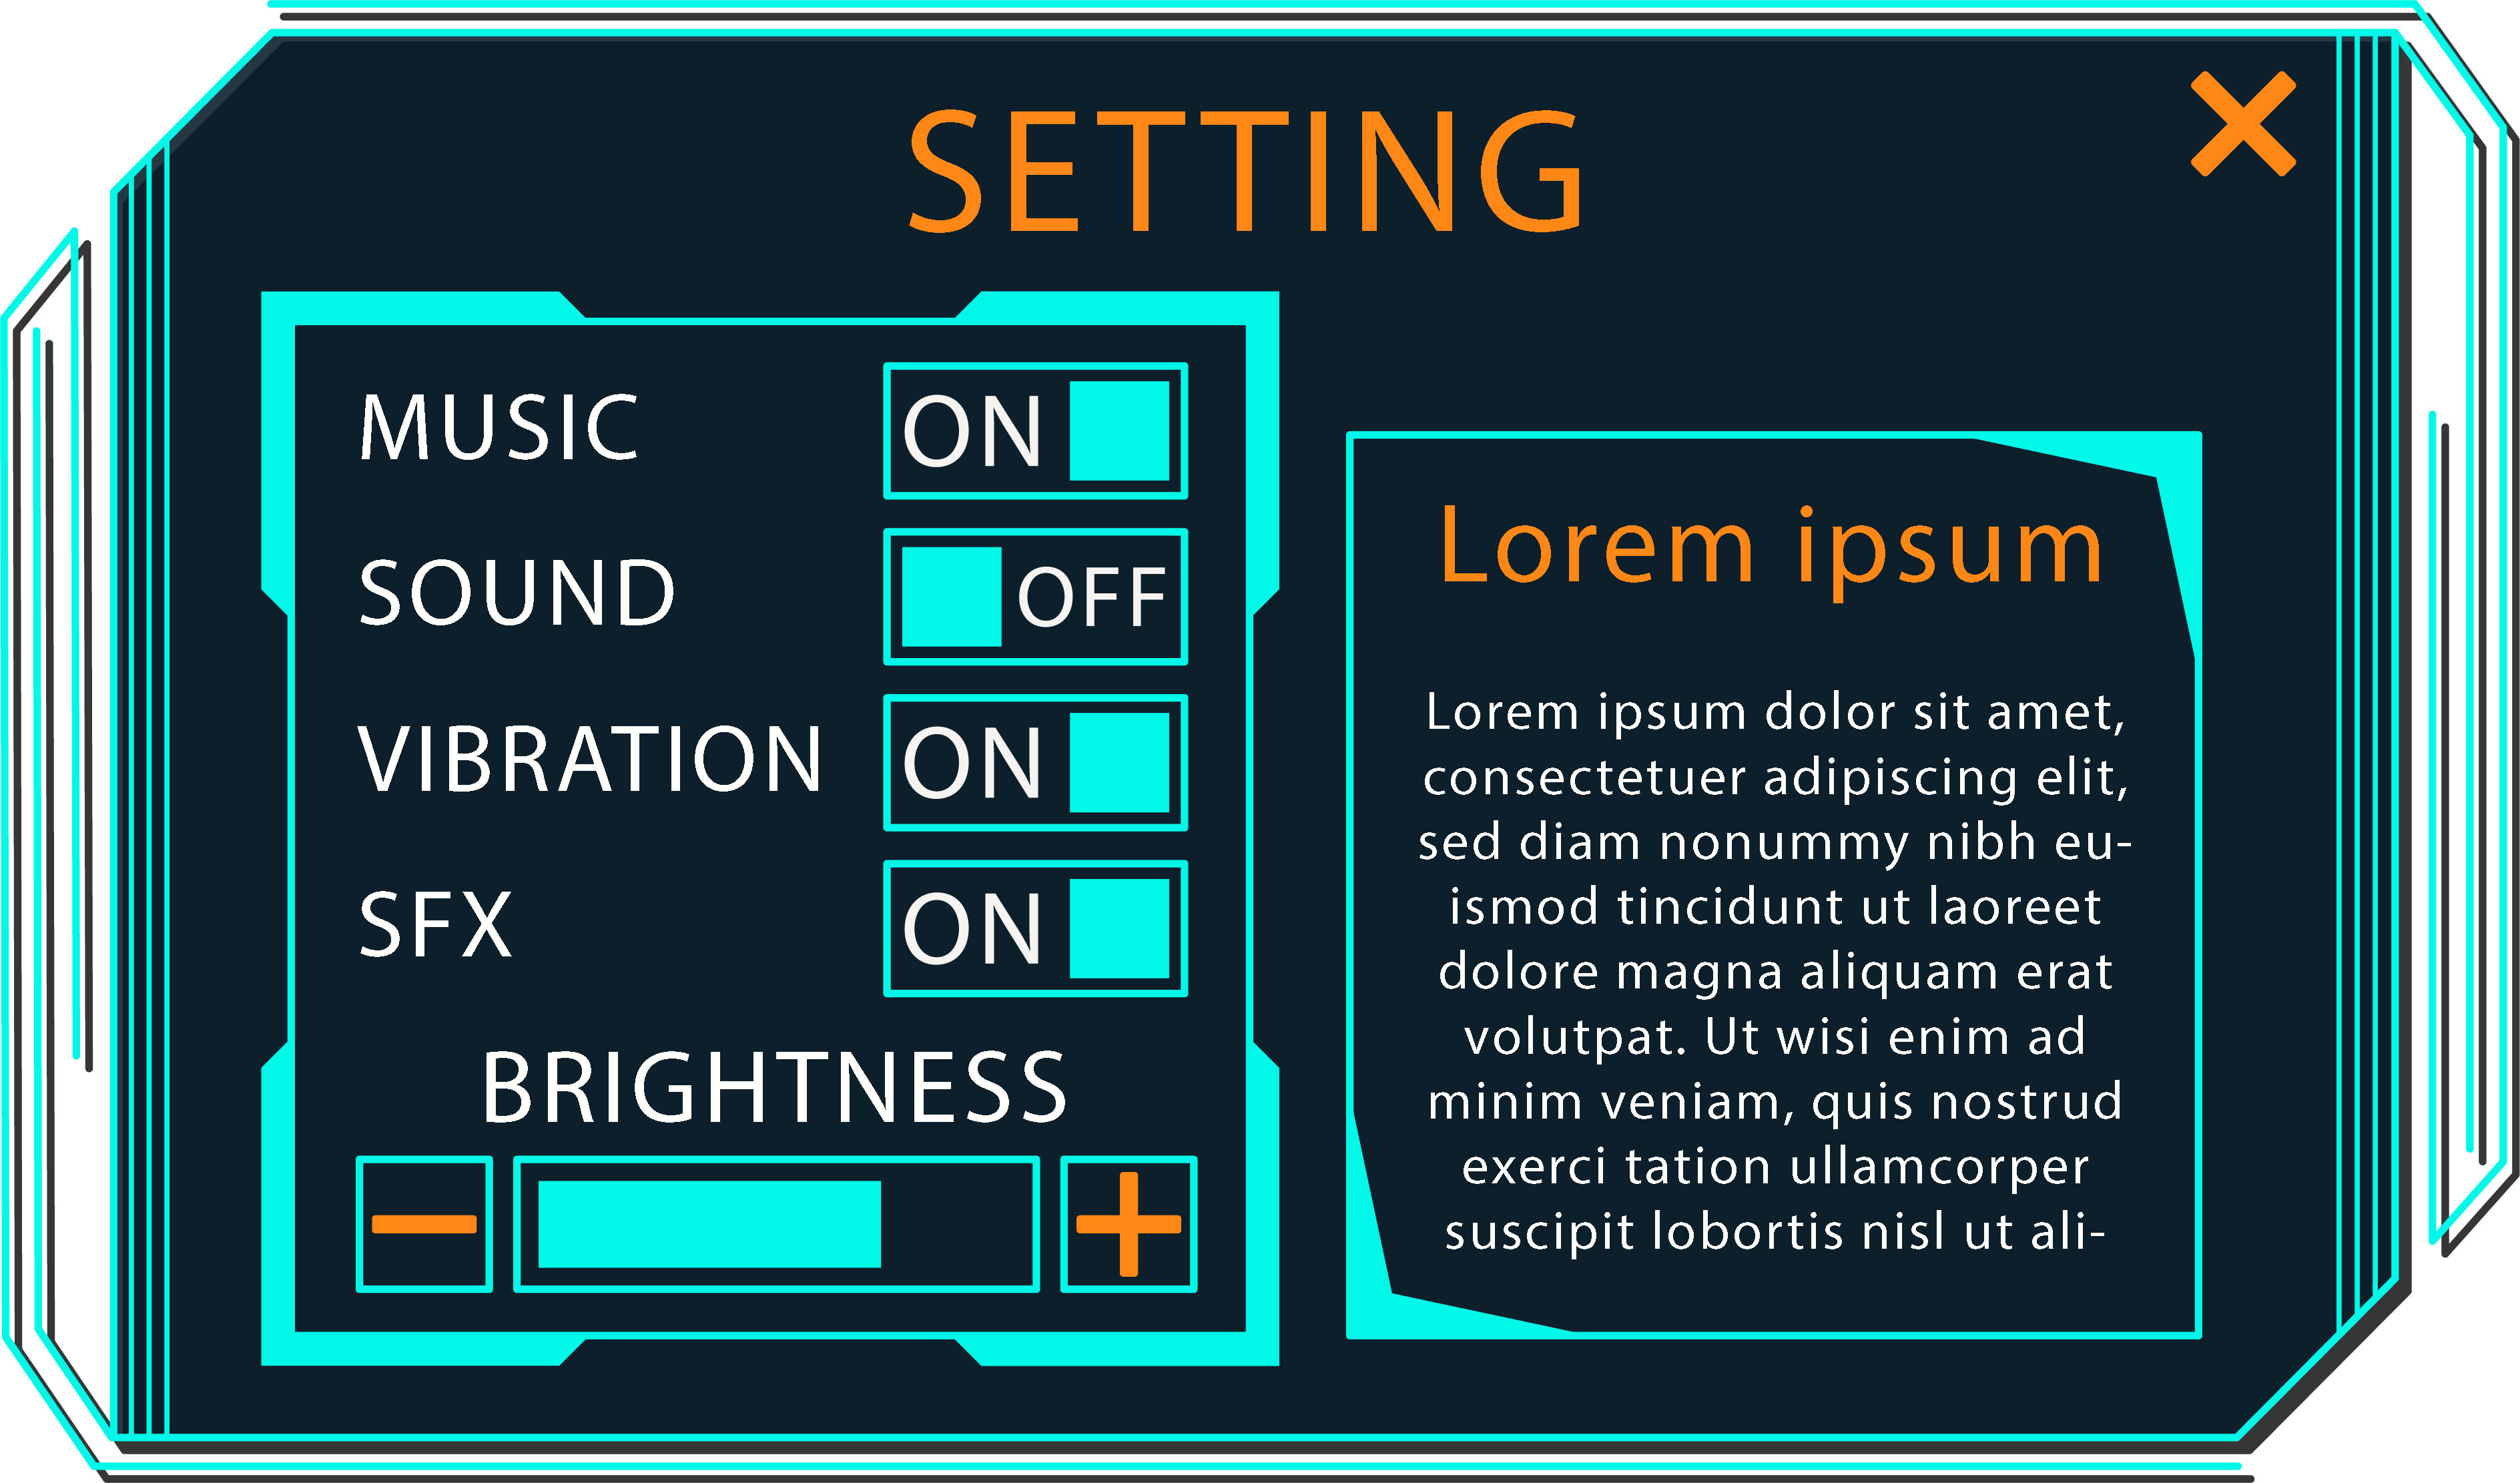 SETTING
MUSIC ON
SOUND OFF
VIBRATION ON
SFX ON
BRIGHTNESS
Lorem ipsum
Lorem ipsum dolor sit amet,
consectetuer adipiscing elit,
sed diam nonummy nibh eu-
ismod tincidunt ut laoreet
dolore magna aliquam erat
volutpat. Ut wisi enim ad
minim veniam, quis nostrud
exerci tation ullamcorper
suscipit lobortis nisl ut ali-